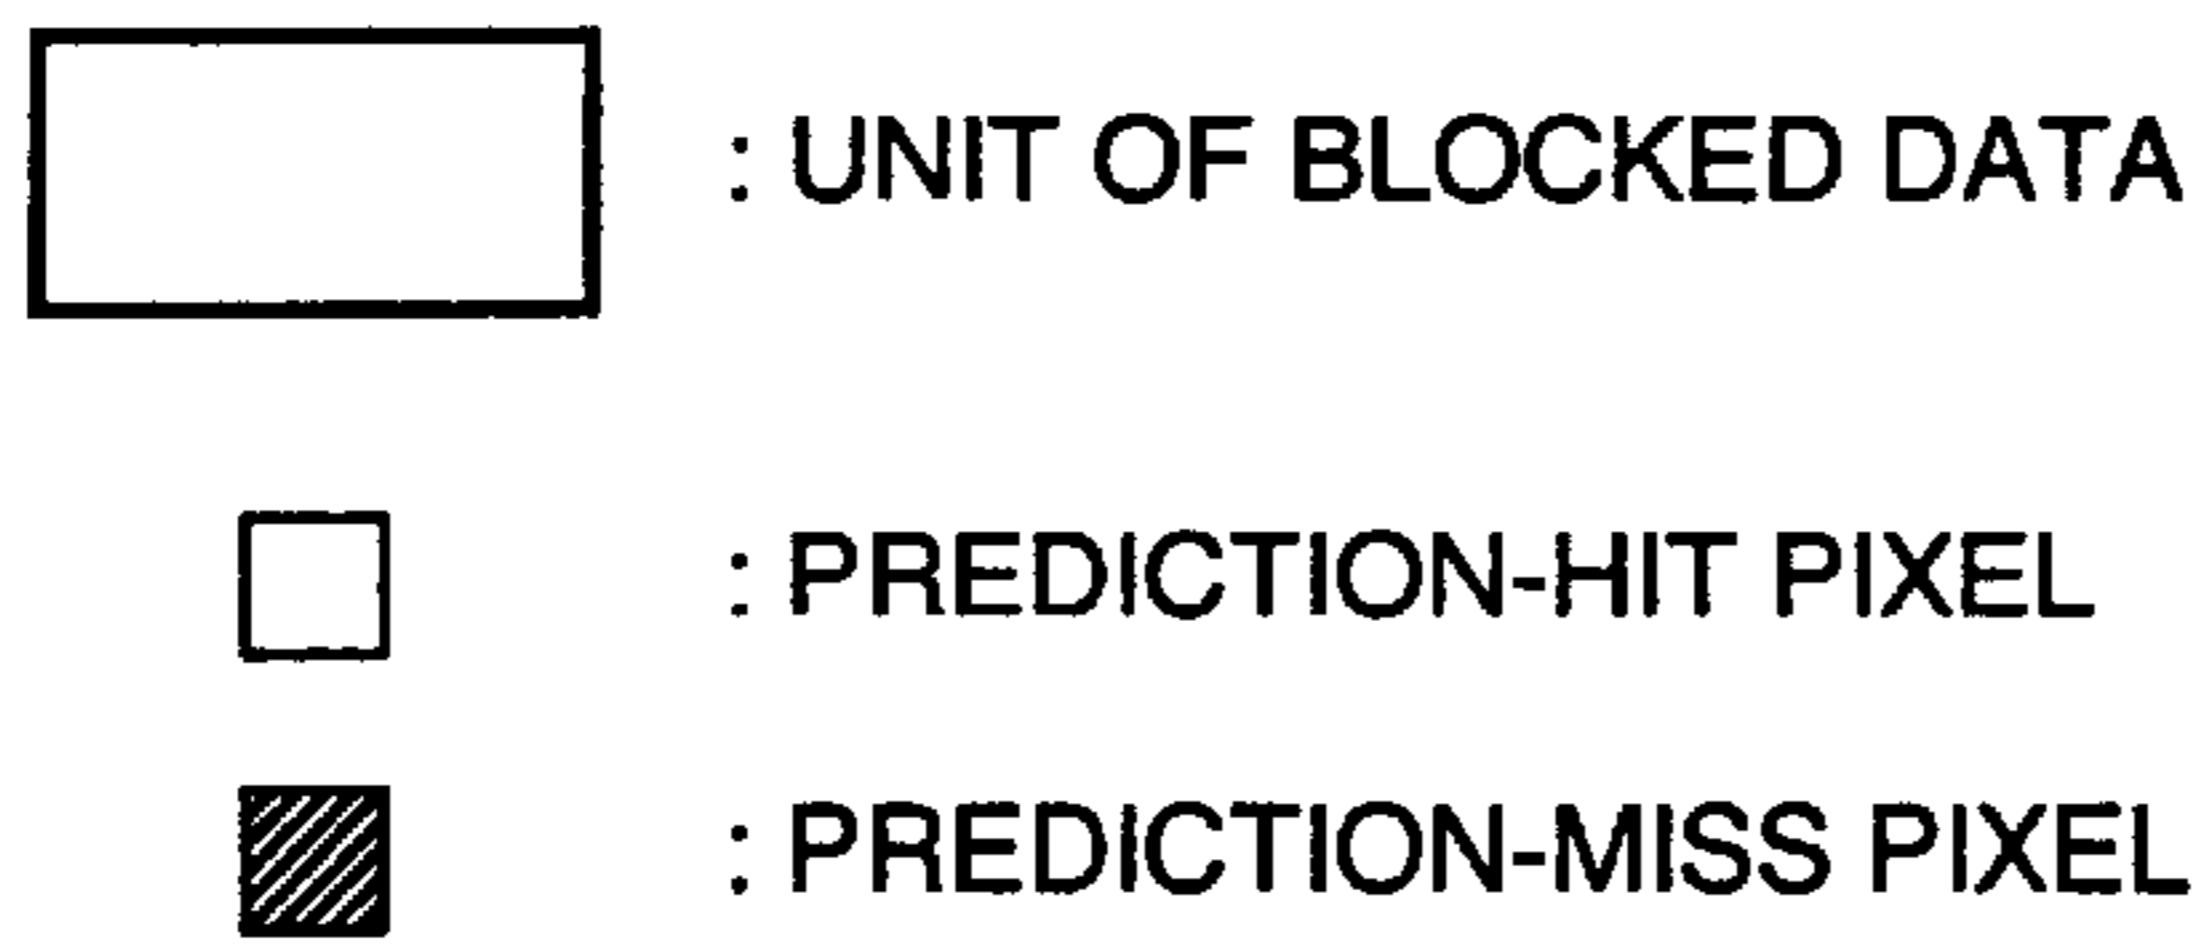 : UNIT OF BLOCKED DATA
: PREDICTION-HIT PIXEL
: PREDICTION-MISS PIXEL